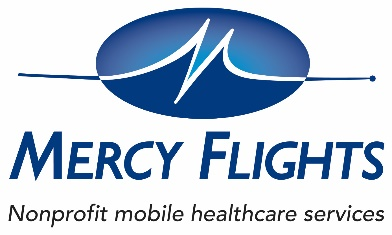 MERCY FLIGHTS
Nonprofit mobile healthcare services